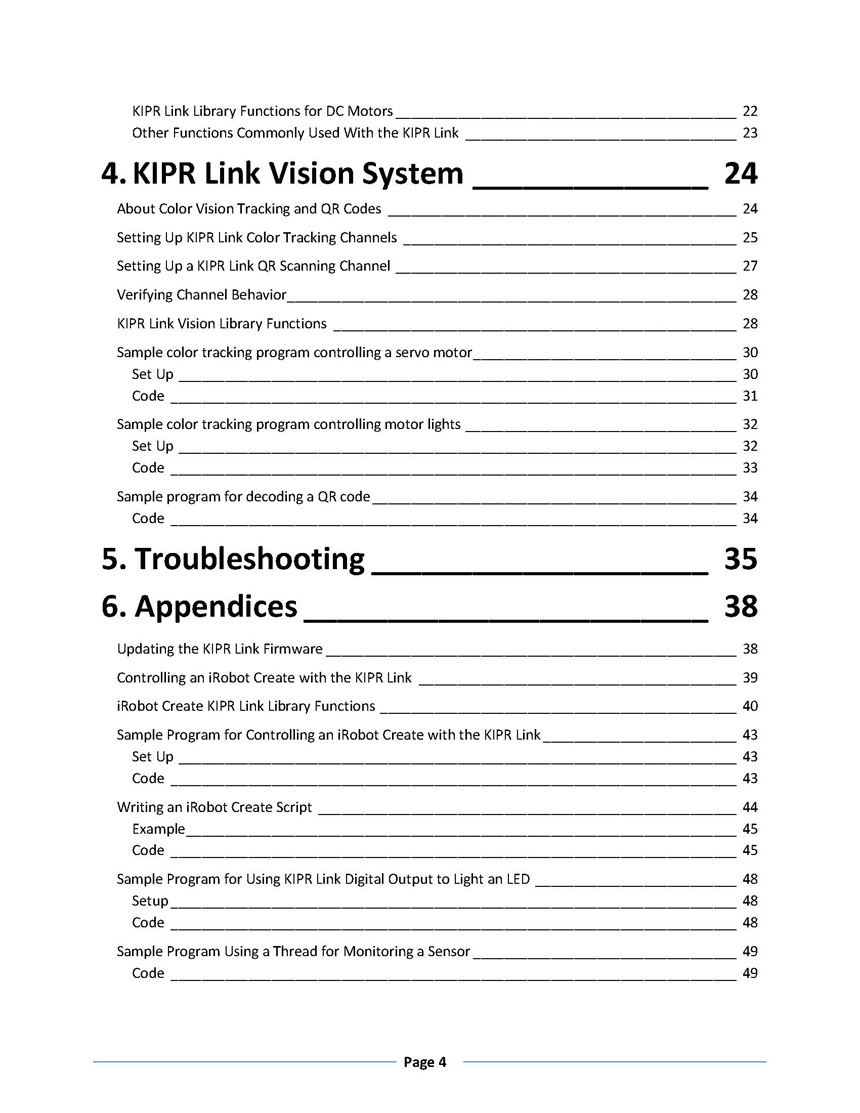 KIPR Link Library Functions for DC Motors 22
Other Functions Commonly Used With the KIPR Link 23
4. KIPR Link Vision System 24
About Color Vision Tracking and QR Codes 24
Setting Up KIPR Link Color Tracking Channels 25
Setting Up a KIPR Link QR Scanning Channel 27
Verifying Channel Behavior 28
KIPR Link Vision Library Functions 28
Sample color tracking program controlling a servo motor 30
Set Up 30
Code 31
Sample color tracking program controlling motor lights 32
Set Up 32
Code 33
Sample program for decoding a QR code 34
Code 34
5. Troubleshooting 35
6. Appendices 38
Updating the KIPR Link Firmware 38
Controlling an iRobot Create with the KIPR Link 39
iRobot Create KIPR Link Library Functions 40
Sample Program for Controlling an iRobot Create with the KIPR Link 43
Set Up 43
Code 43
Writing an iRobot Create Script 44
Example 45
Code 45
Sample Program for Using KIPR Link Digital Output to Light an LED 48
Setup 48
Code 48
Sample Program Using a Thread for Monitoring a Sensor 49
Code 49
Page 4